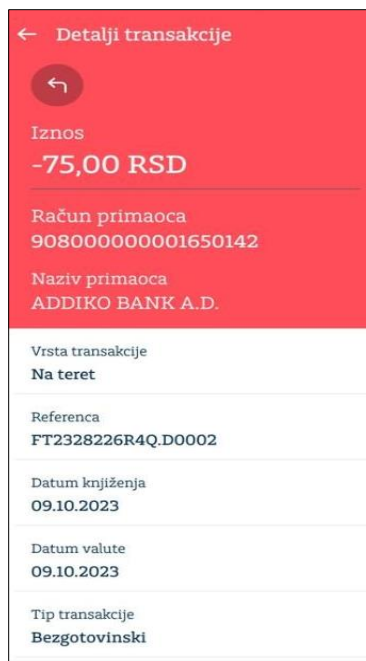 Detalji transakcije
Iznos
-75,00 RSD
Račun primaoca
908000000001650142
Naziv primaoca
ADDIKO BANK A.D.
Vrsta transakcije
Na teret
Referenca
FT2328226R4Q.D0002
Datum knjiženja
09.10.2023
Datum valute
09.10.2023
Tip transakcije
Bezgotovinski